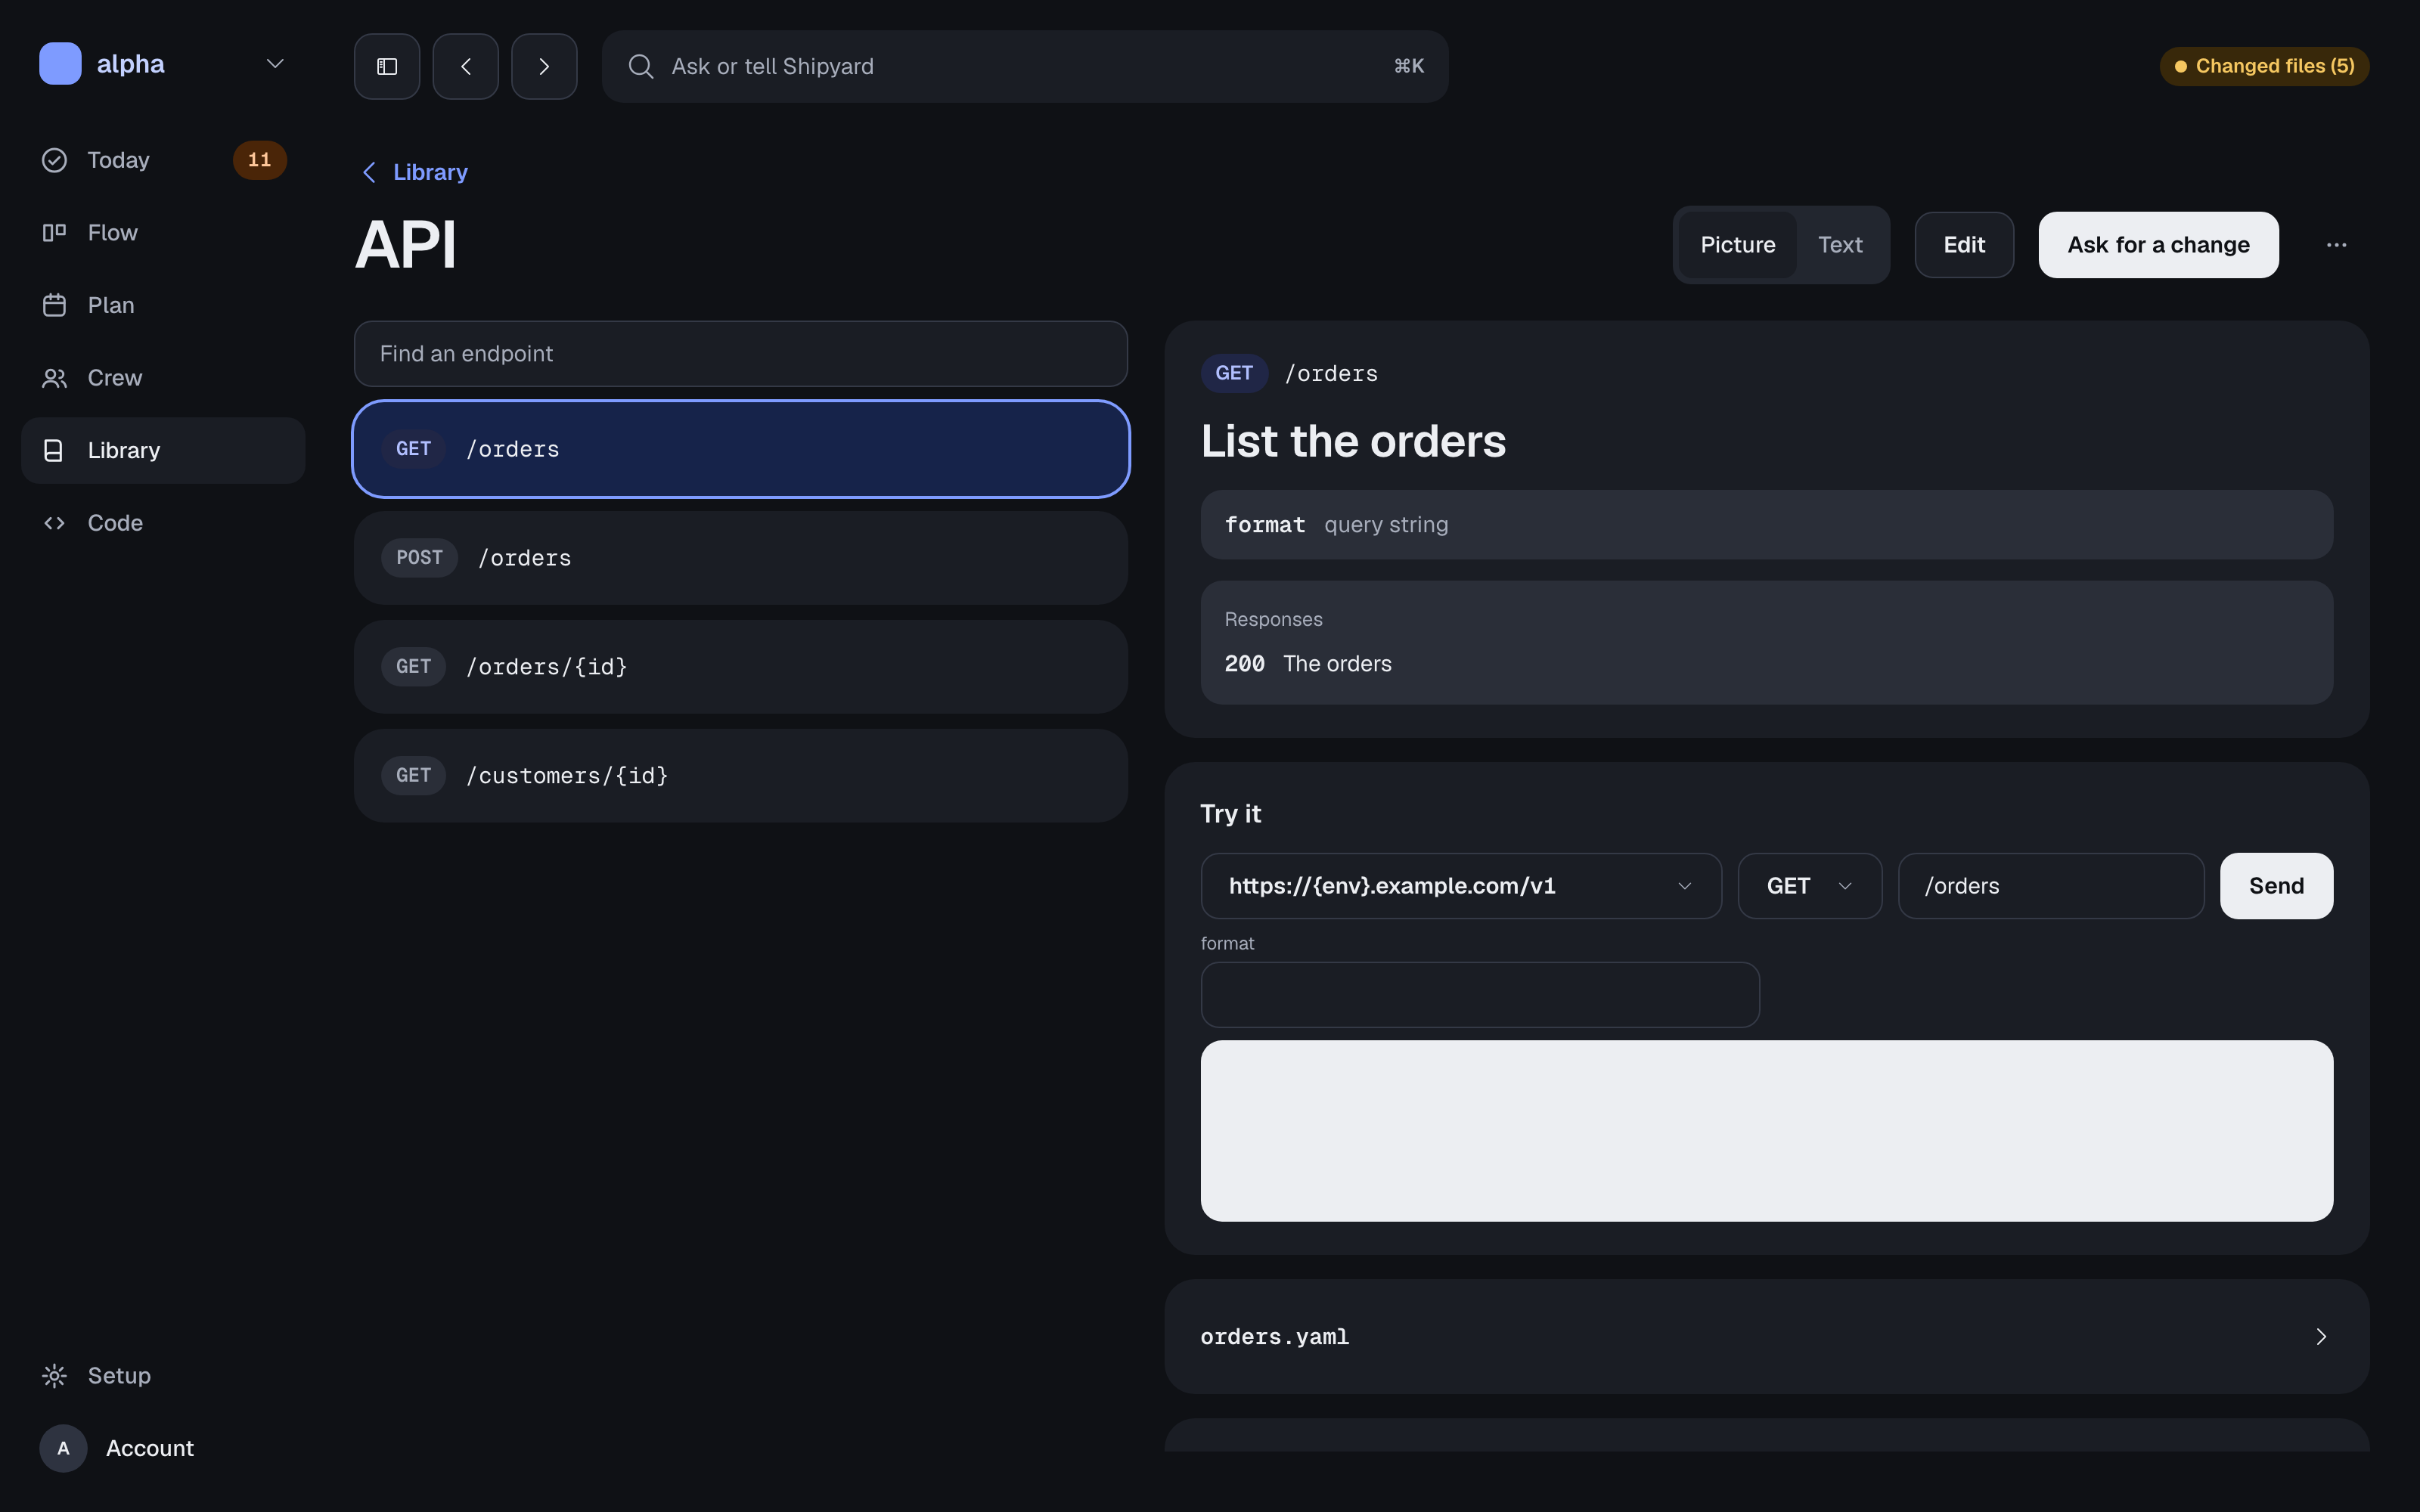 alpha
Ask or tell Shipyard ⌘K
Changed files (5)
Today 11
Flow
Plan
Crew
Library
Code
Setup
A Account
Library
API
Picture Text Edit Ask for a change
Find an endpoint
GET /orders
POST /orders
GET /orders/{id}
GET /customers/{id}
GET /orders
List the orders
format query string
Responses
200 The orders
Try it
https://{env}.example.com/v1 GET /orders Send
format
orders.yaml